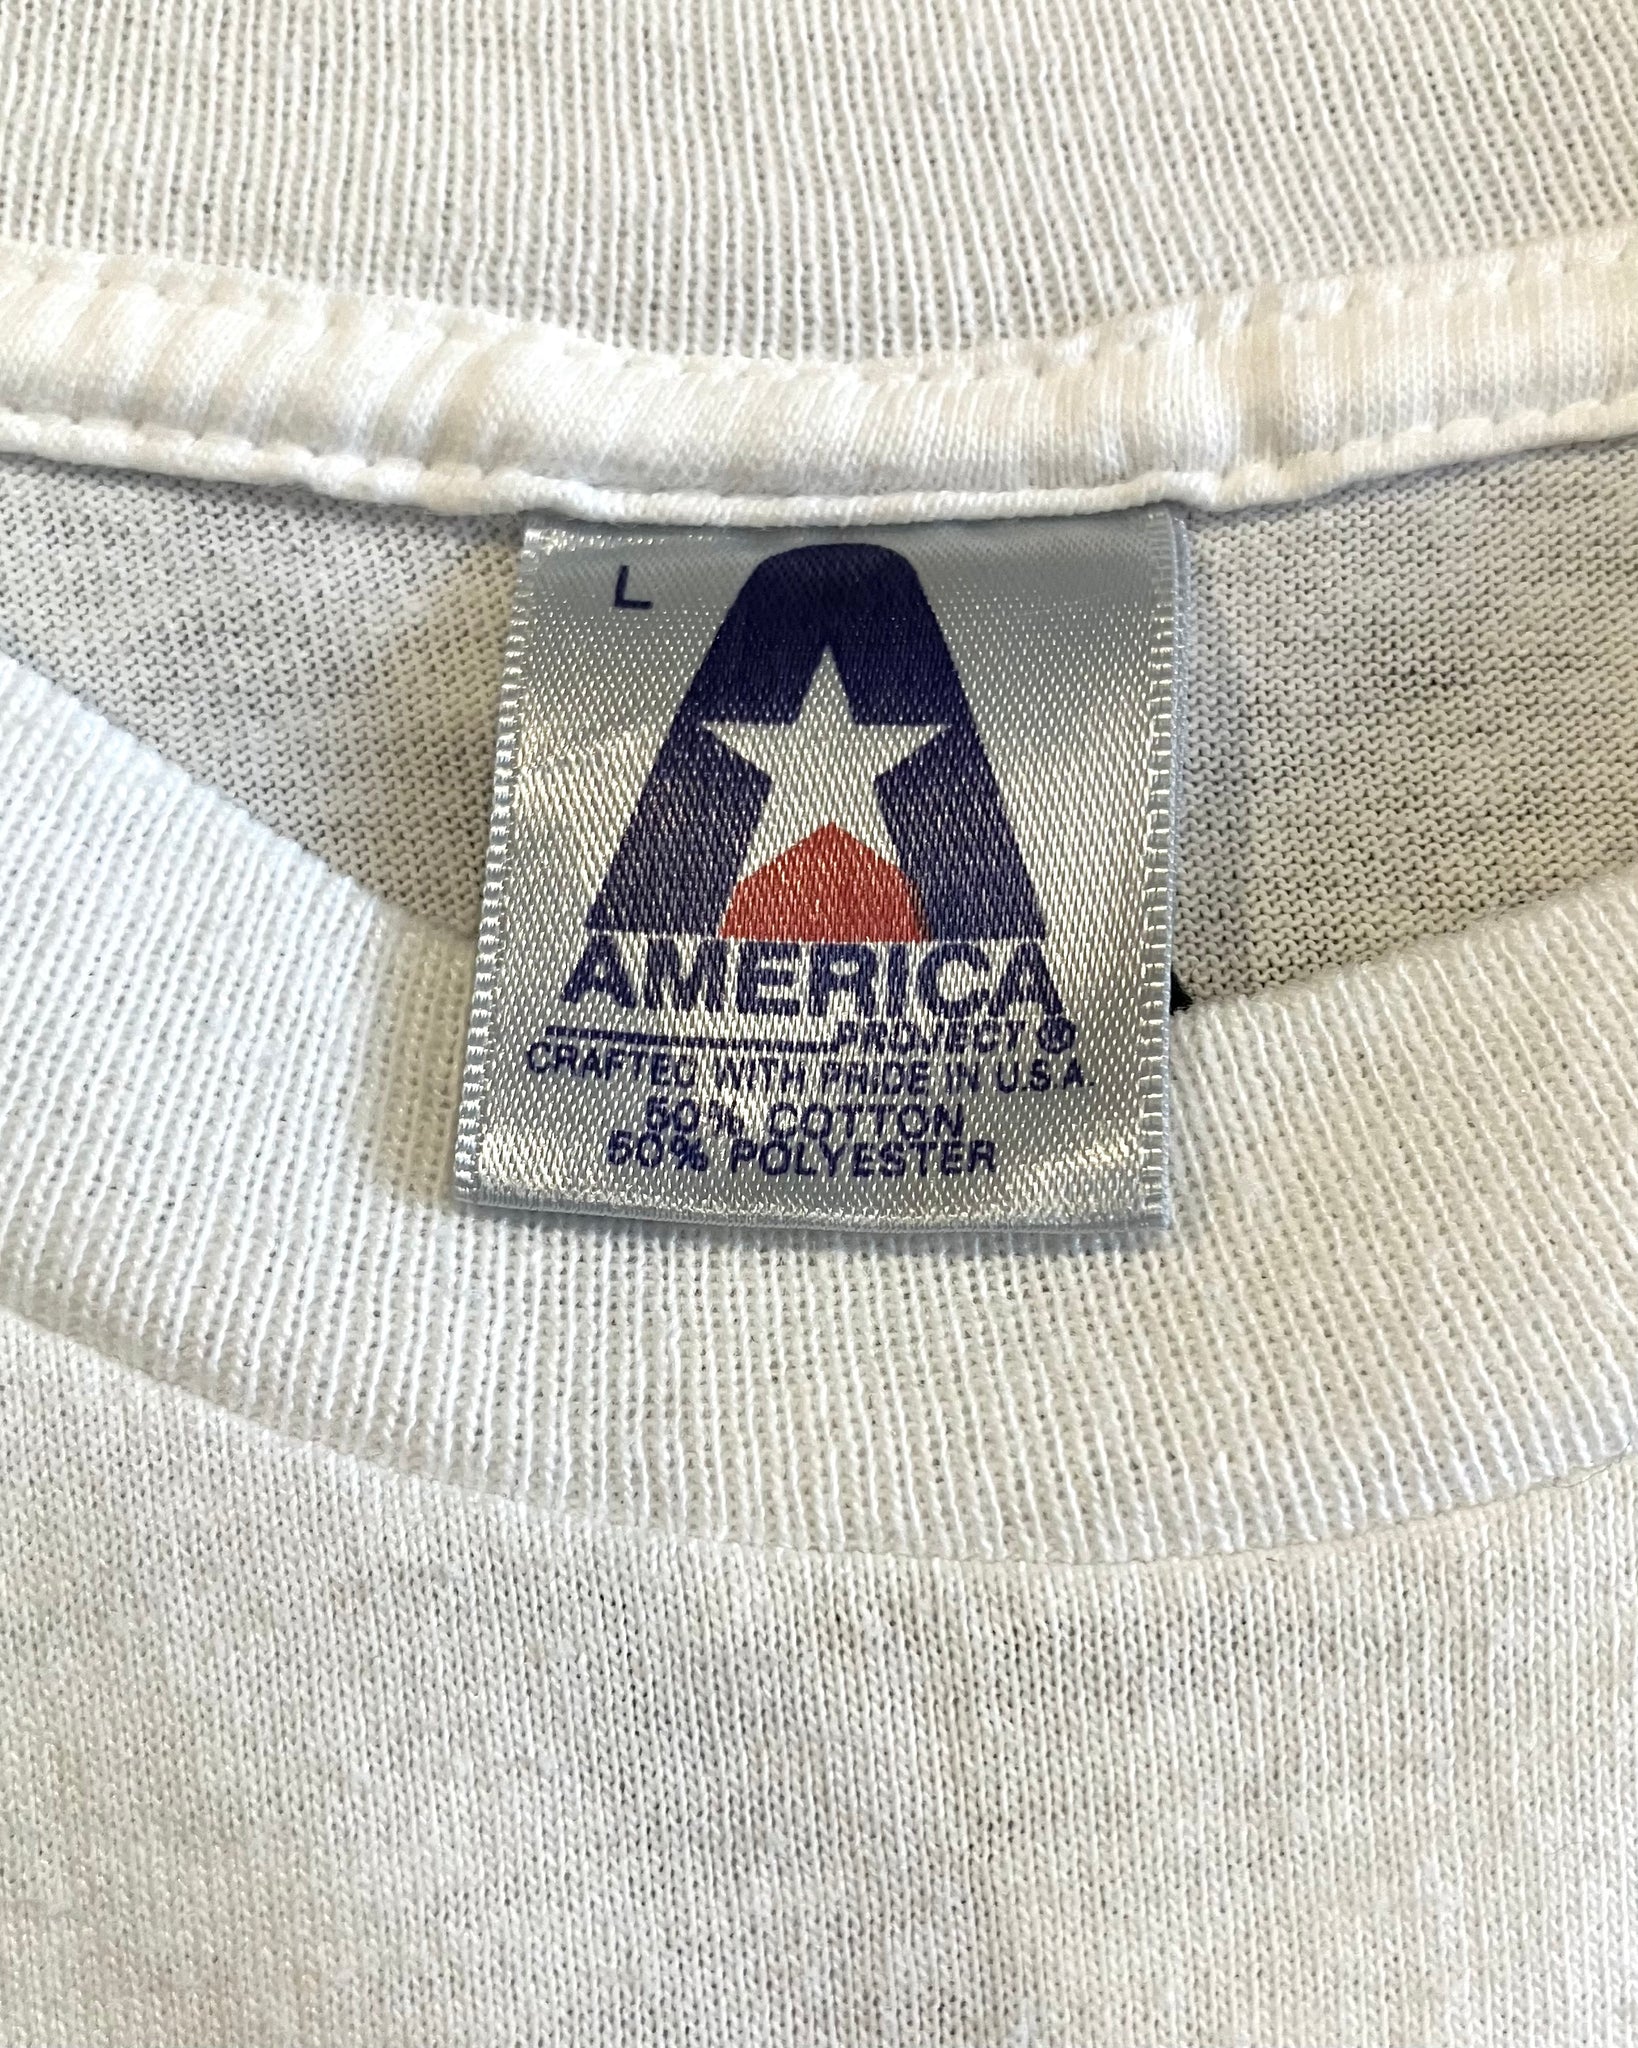 L
AMERICA
PROJECT ®
CRAFTED WITH PRIDE IN U.S.A.
50% COTTON
50% POLYESTER